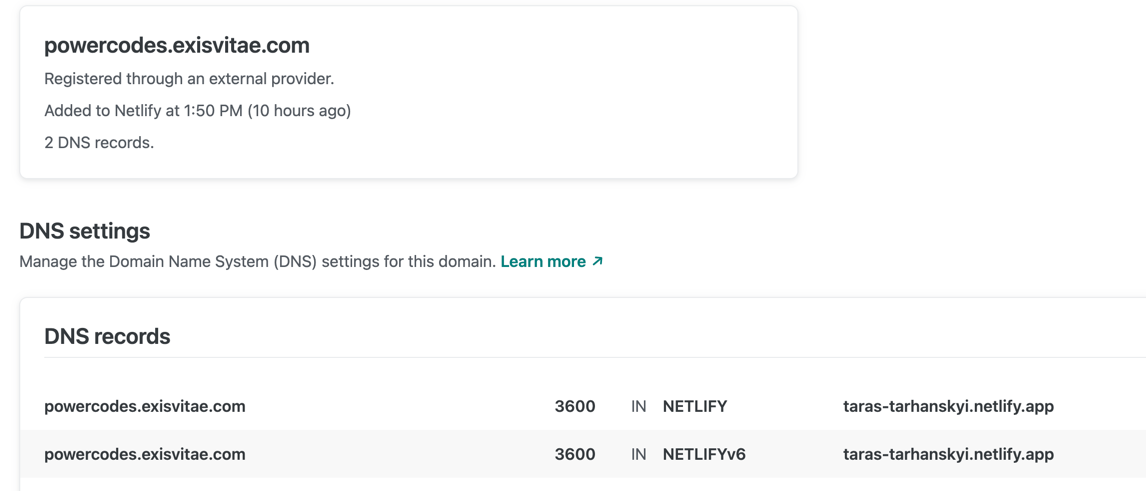 powercodes.exisvitae.com
Registered through an external provider.
Added to Netlify at 1:50 PM (10 hours ago)
2 DNS records.
DNS settings
Manage the Domain Name System (DNS) settings for this domain. Learn more ↗
DNS records
powercodes.exisvitae.com 3600 IN NETLIFY taras-tarhanskyi.netlify.app
powercodes.exisvitae.com 3600 IN NETLIFYv6 taras-tarhanskyi.netlify.app